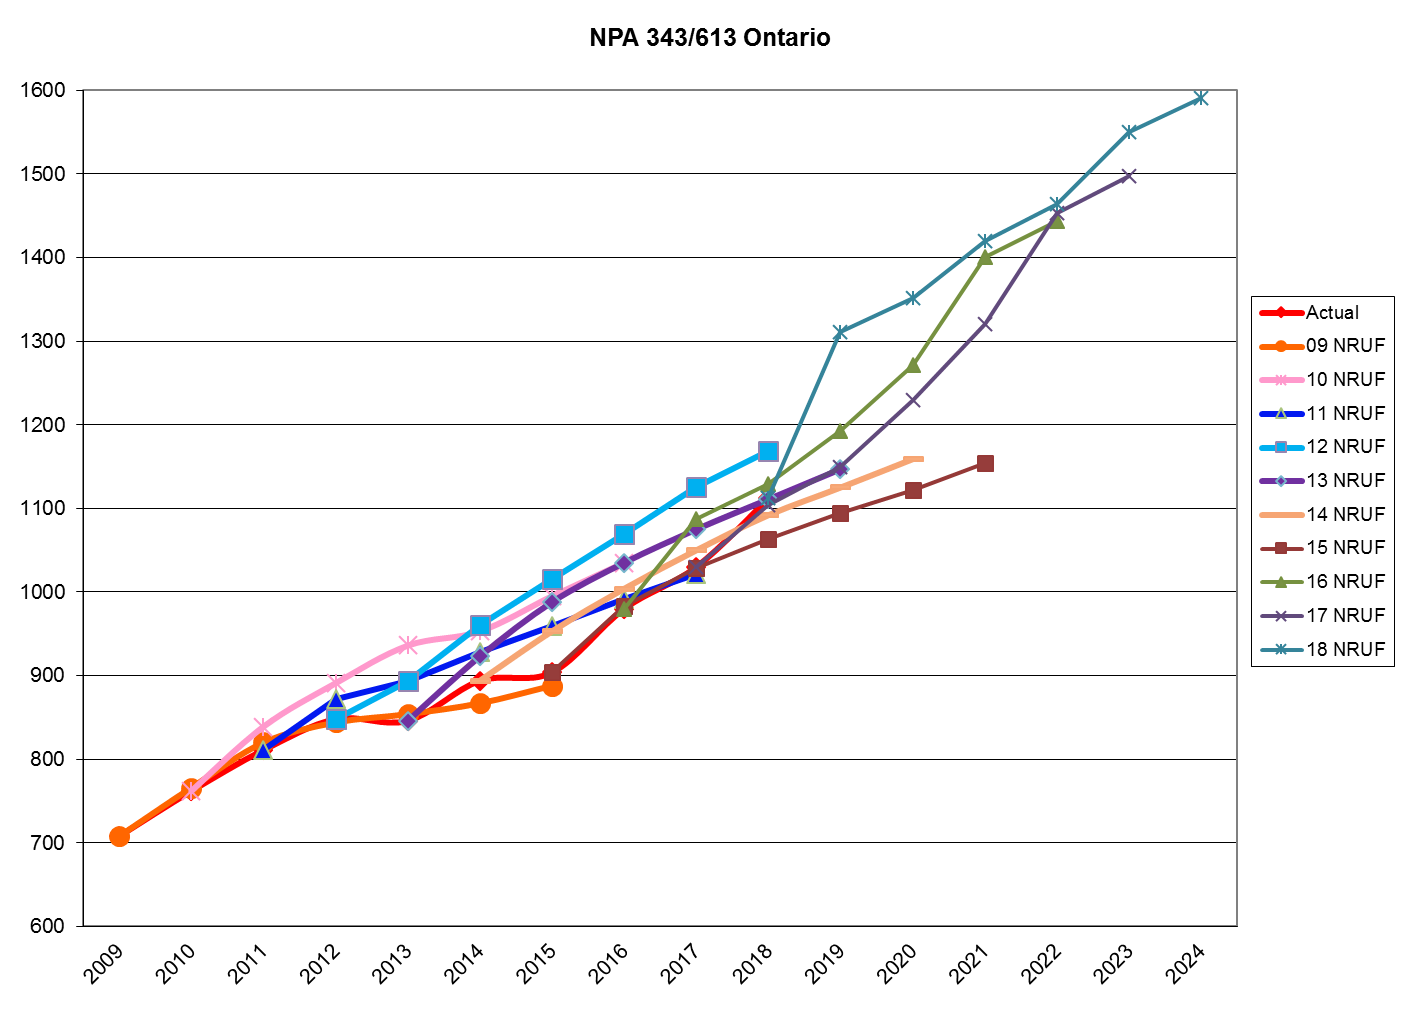 NPA 343/613 Ontario
1600
1500
1400
1300
1200
1100
1000
900
800
700
600
2009 2010 2011 2012 2013 2014 2015 2016 2017 2018 2019 2020 2021 2022 2023 2024
Actual
09 NRUF
10 NRUF
11 NRUF
12 NRUF
13 NRUF
14 NRUF
15 NRUF
16 NRUF
17 NRUF
18 NRUF